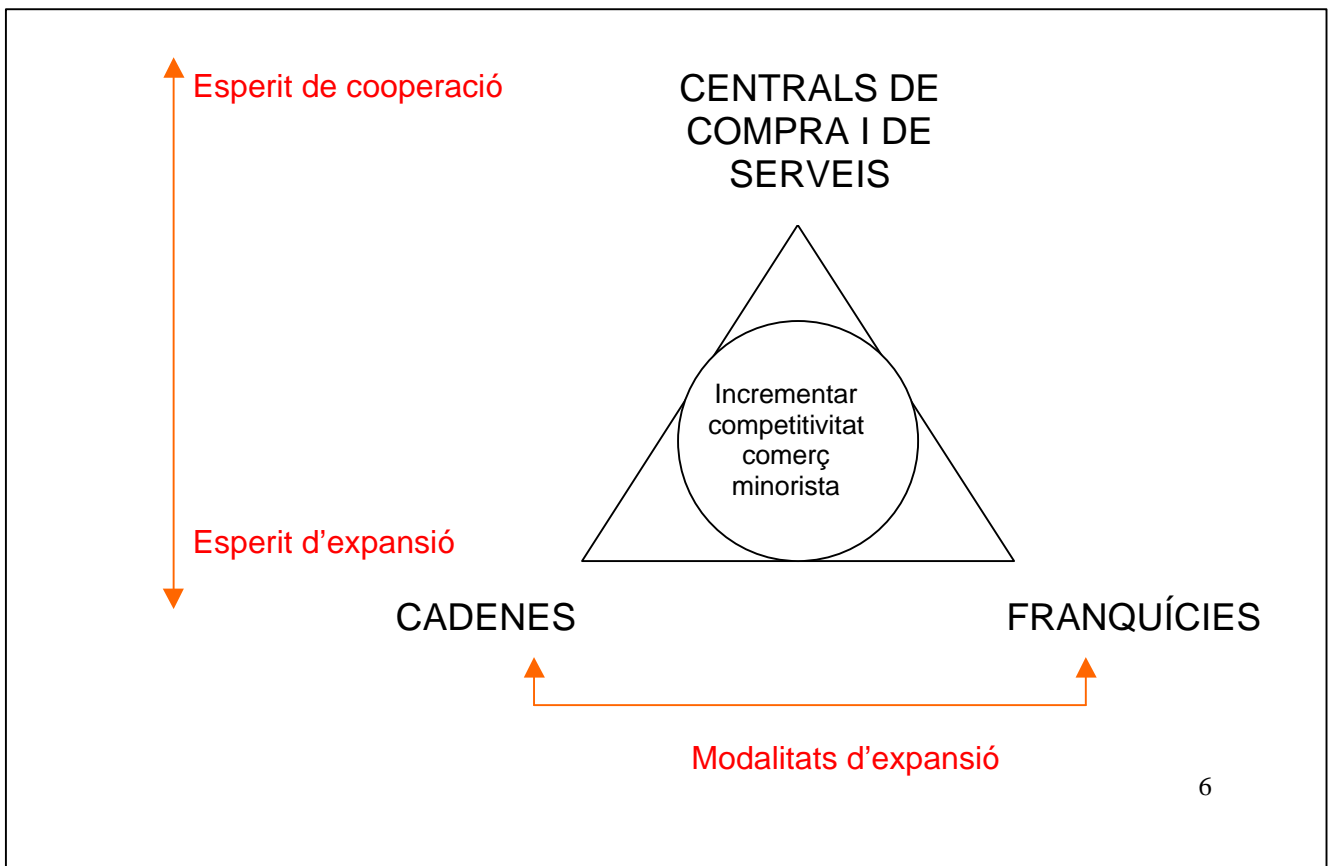 Esperit de cooperació
CENTRALS DE
COMPRA I DE
SERVEIS
Incrementar
competitivitat
comerç
minorista
Esperit d’expansió
CADENES
FRANQUÍCIES
Modalitats d’expansió
6